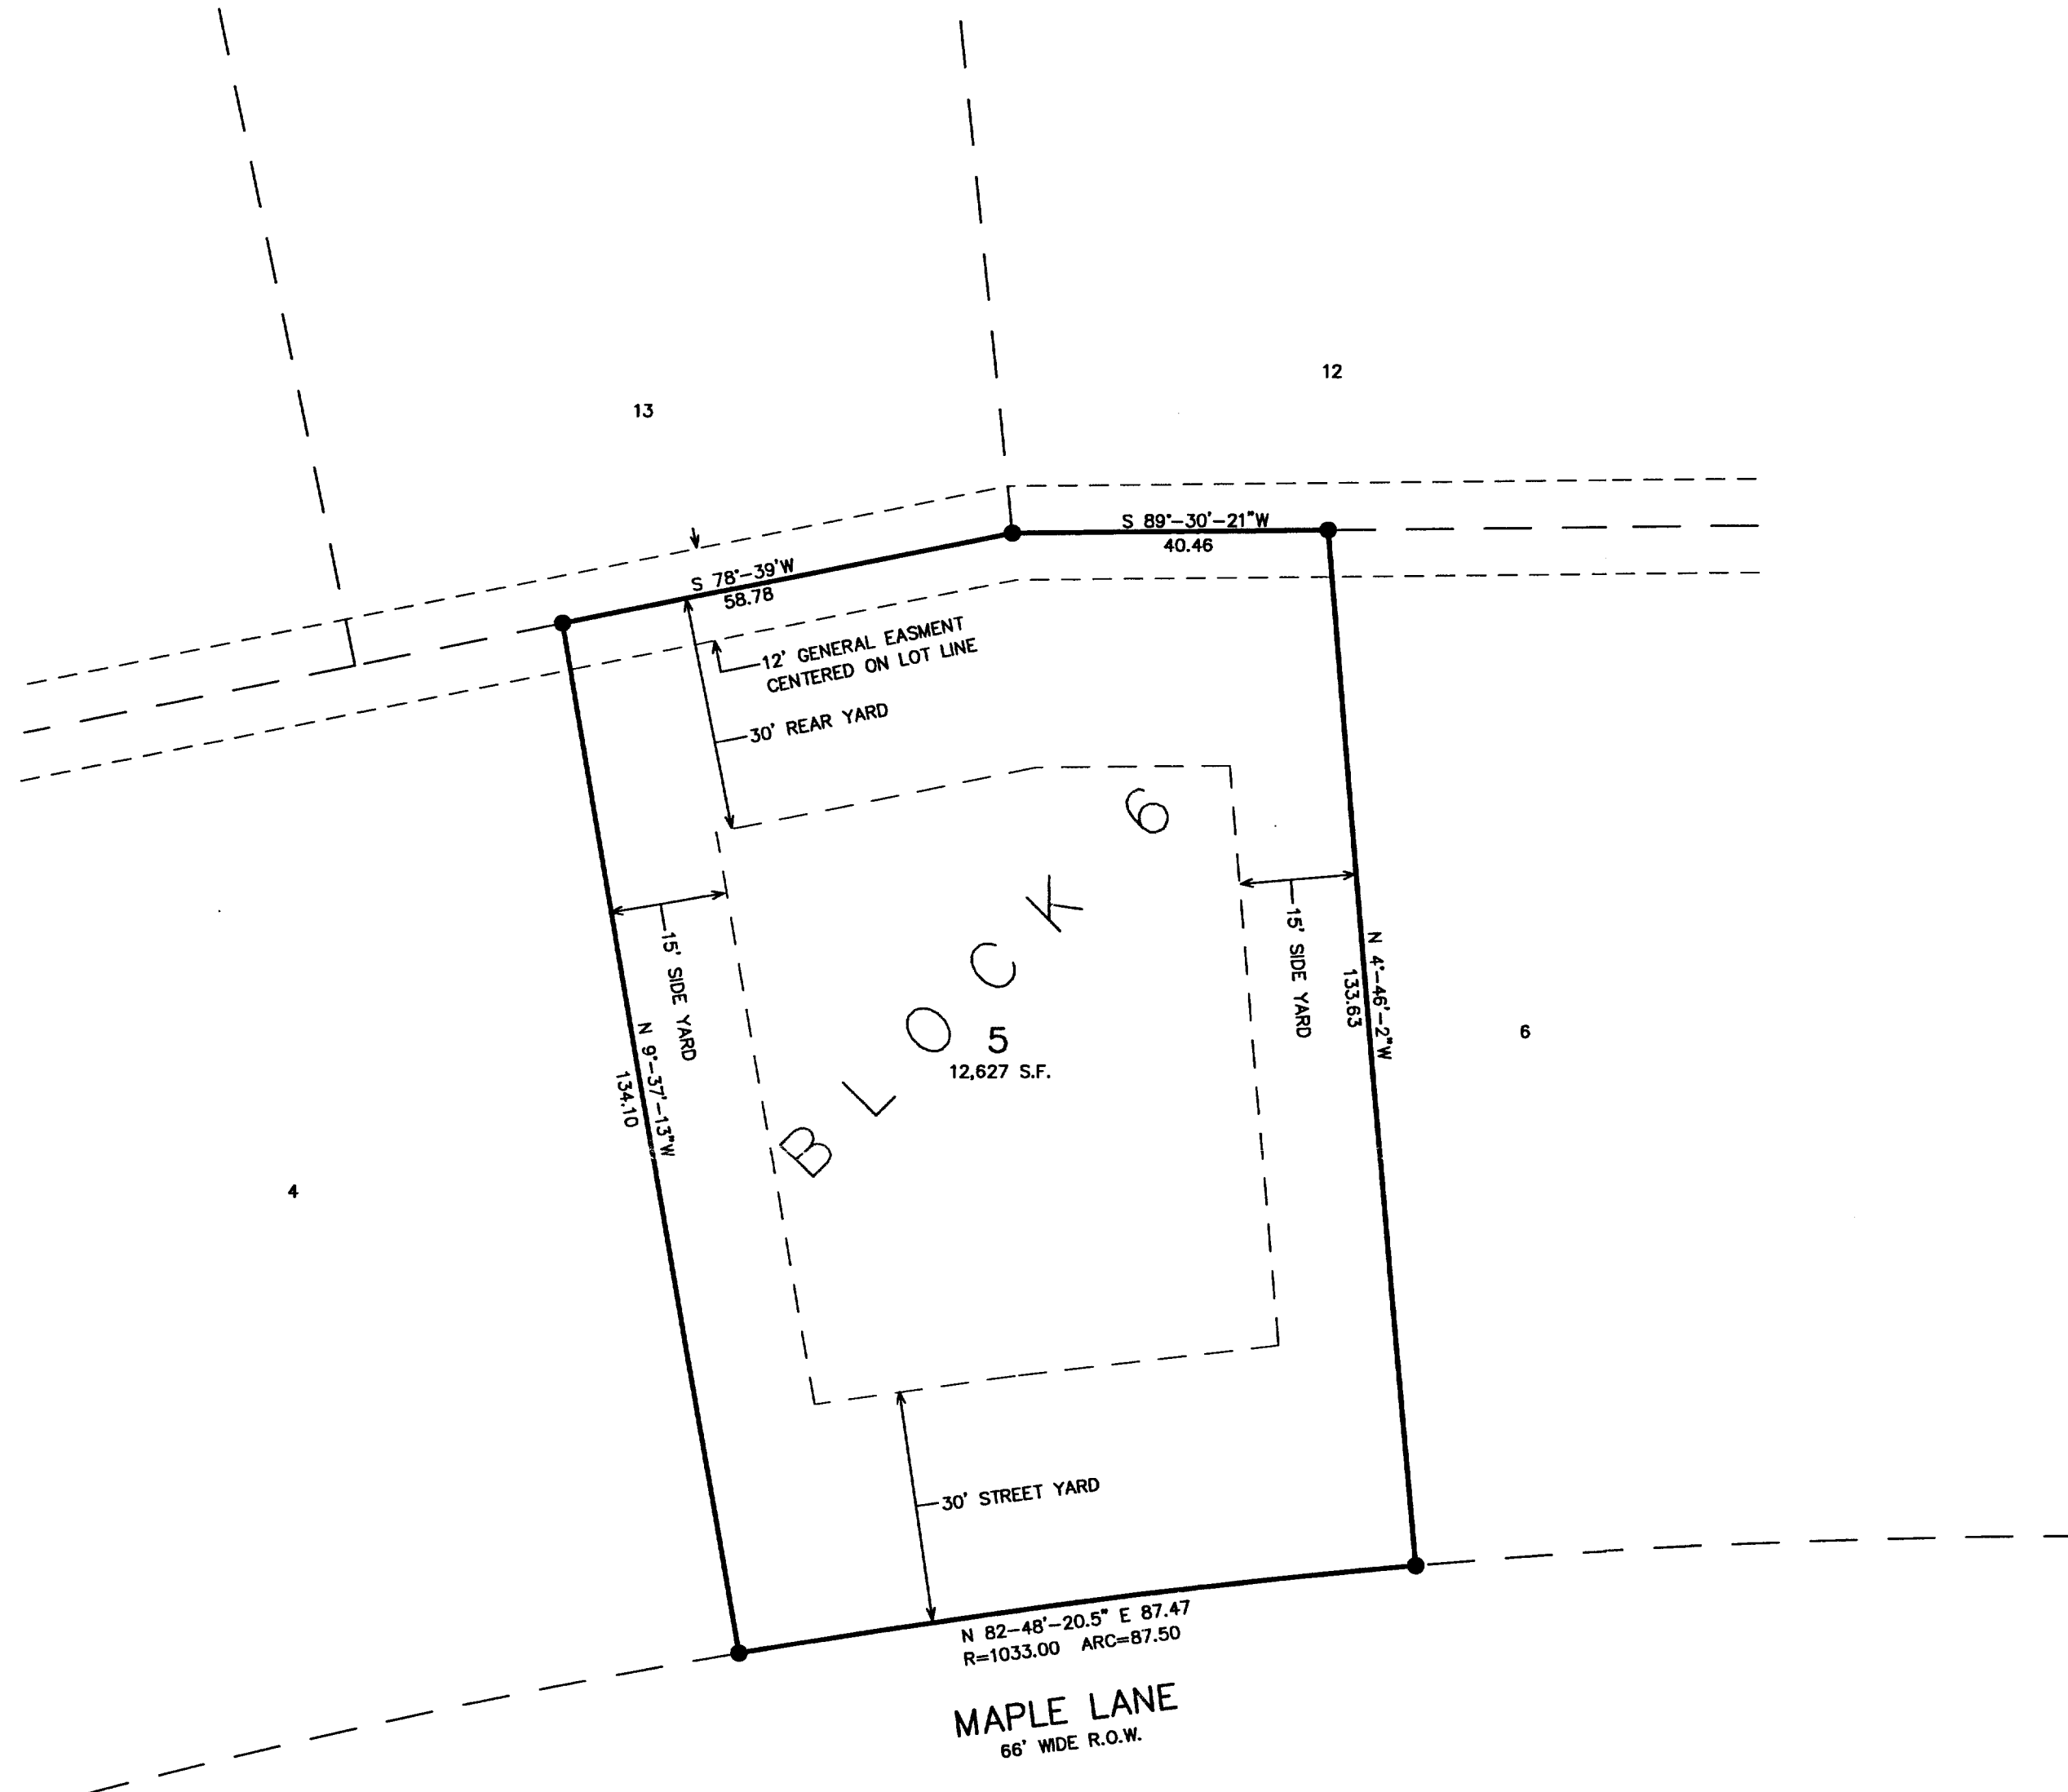 12
13
S 89°-30'-21"W
40.46
S 78°-39'W
58.78
12' GENERAL EASMENT
CENTERED ON LOT LINE
30' REAR YARD
15' SIDE YARD
15' SIDE YARD
N 4°-46'-2"W
133.63
N 9°-37'-13"W
134.10
BLOCK 6
5
12,627 S.F.
6
4
30' STREET YARD
N 82-48'-20.5" E 87.47
R=1033.00 ARC=87.50
MAPLE LANE
66' WIDE R.O.W.